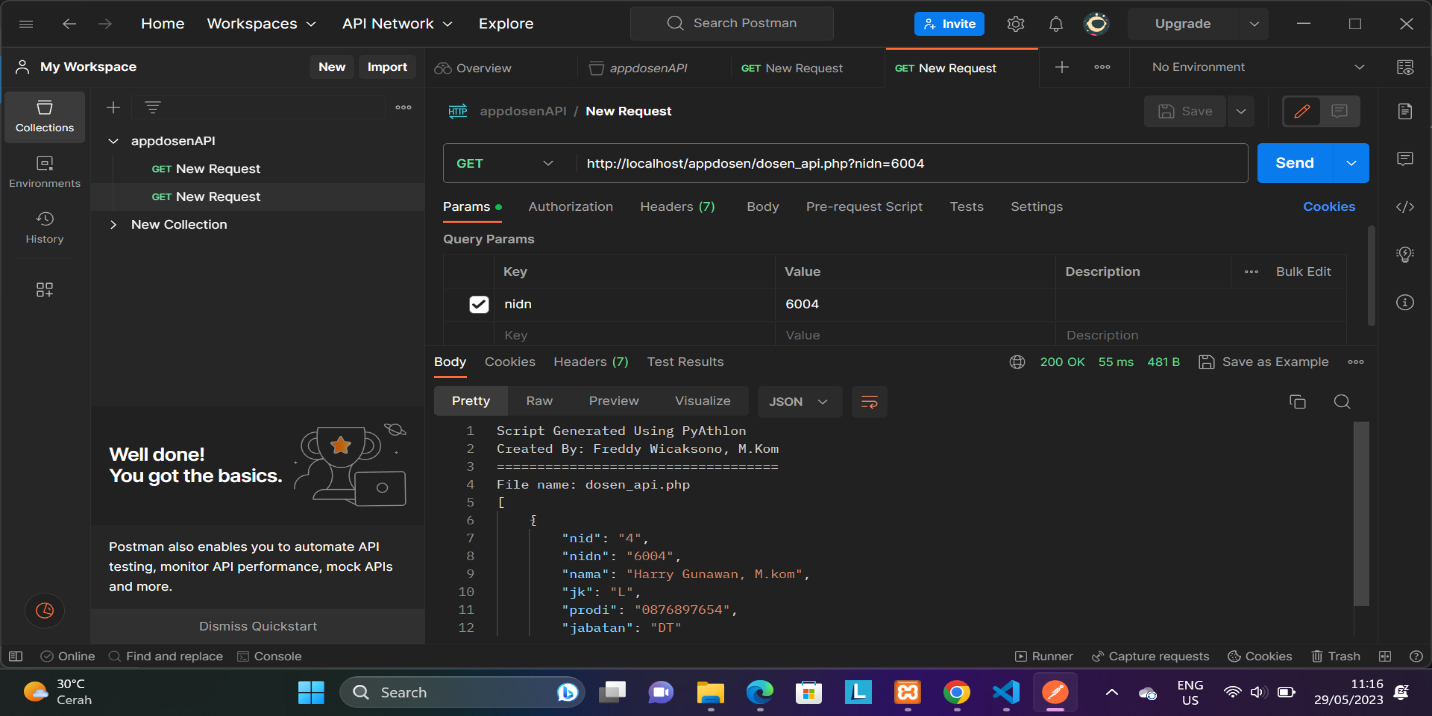 Home Workspaces API Network Explore Search Postman Invite Upgrade
My Workspace New Import Overview appdosenAPI GET New Request GET New Request No Environment
Collections
Environments
History
appdosenAPI
GET New Request
GET New Request
New Collection
HTTP appdosenAPI / New Request Save
GET http://localhost/appdosen/dosen_api.php?nidn=6004 Send
Params Authorization Headers (7) Body Pre-request Script Tests Settings Cookies
Query Params
Key Value Description Bulk Edit
nidn 6004
Key Value Description
Body Cookies Headers (7) Test Results 200 OK 55 ms 481 B Save as Example
Pretty Raw Preview Visualize JSON
1 Script Generated Using PyAthlon
2 Created By: Freddy Wicaksono, M.Kom
3 ===================================
4 File name: dosen_api.php
5 [
6 {
7 "nid": "4",
8 "nidn": "6004",
9 "nama": "Harry Gunawan, M.kom",
10 "jk": "L",
11 "prodi": "0876897654",
12 "jabatan": "DT"
Well done!
You got the basics.
Postman also enables you to automate API
testing, monitor API performance, mock APIs
and more.
Dismiss Quickstart
Online Find and replace Console Runner Capture requests Cookies Trash
30°C
Cerah
Search
ENG
US
11:16
29/05/2023